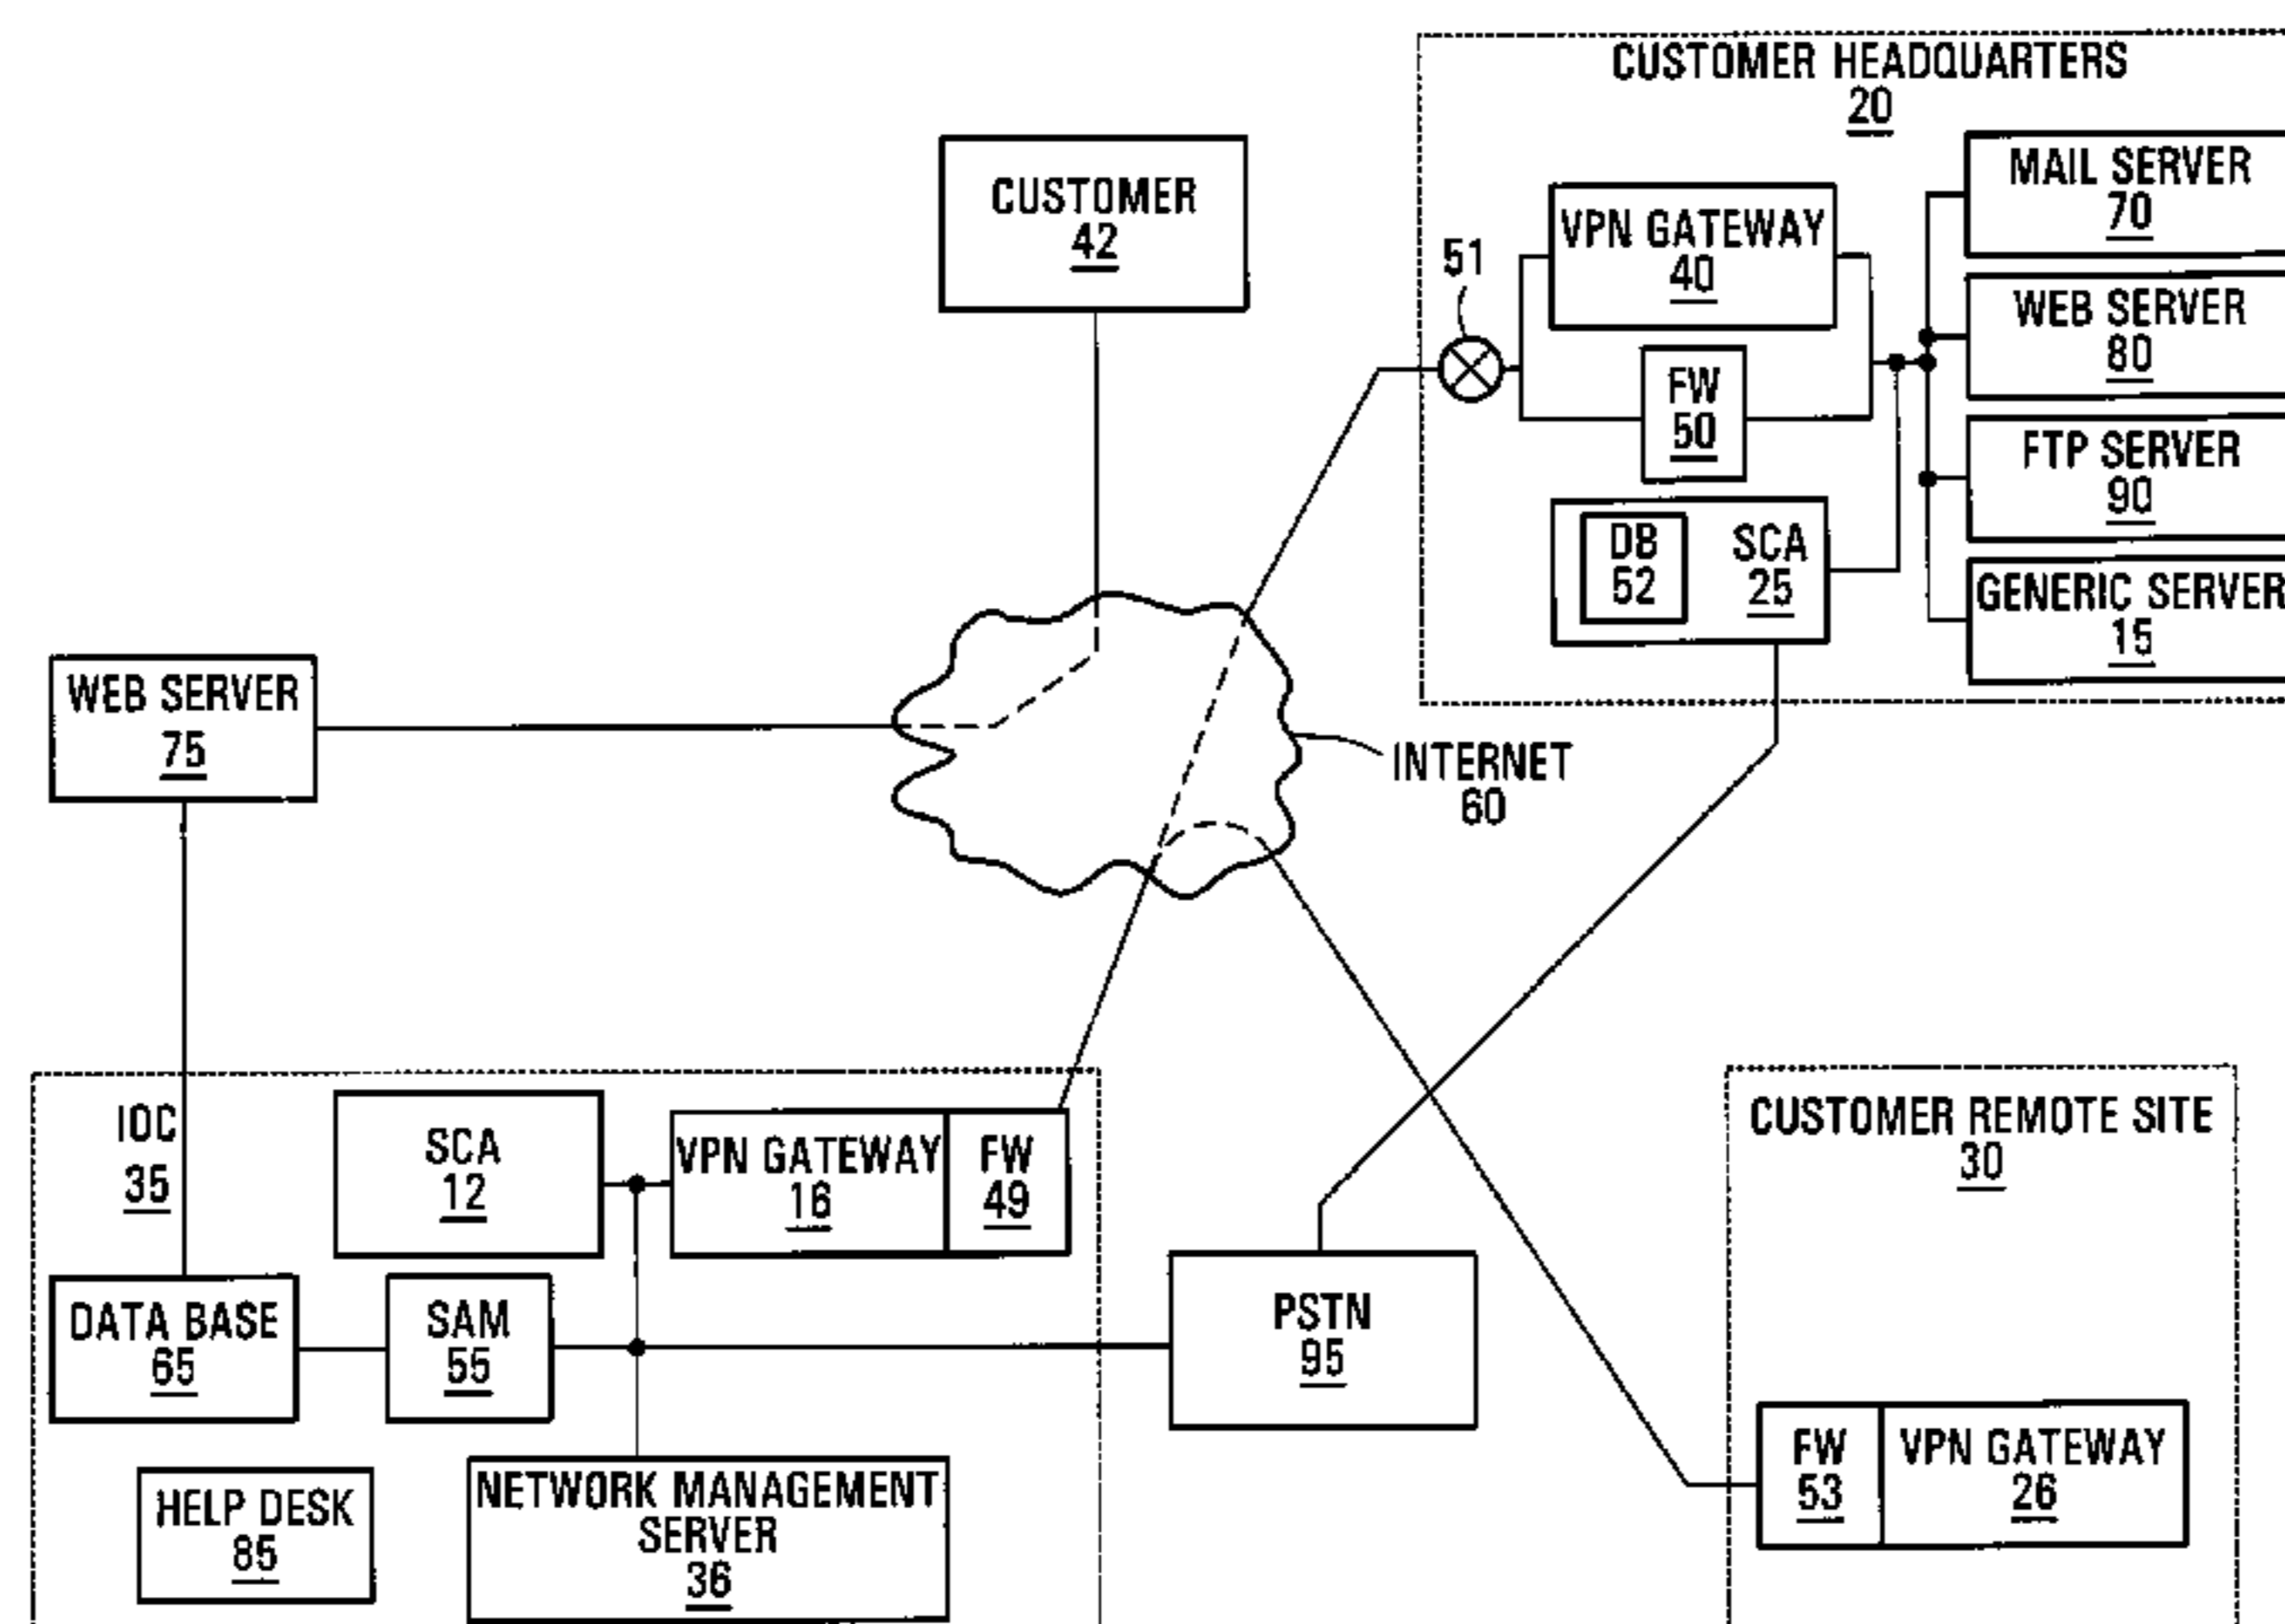 CUSTOMER HEADQUARTERS
20
CUSTOMER
42
51
VPN GATEWAY
40
FW
50
DB
52
SCA
25
MAIL SERVER
70
WEB SERVER
80
FTP SERVER
90
GENERIC SERVER
15
WEB SERVER
75
INTERNET
60
IOC
35
SCA
12
VPN GATEWAY
16
FW
49
DATA BASE
65
SAM
55
PSTN
95
HELP DESK
85
NETWORK MANAGEMENT
SERVER
36
CUSTOMER REMOTE SITE
30
FW
53
VPN GATEWAY
26